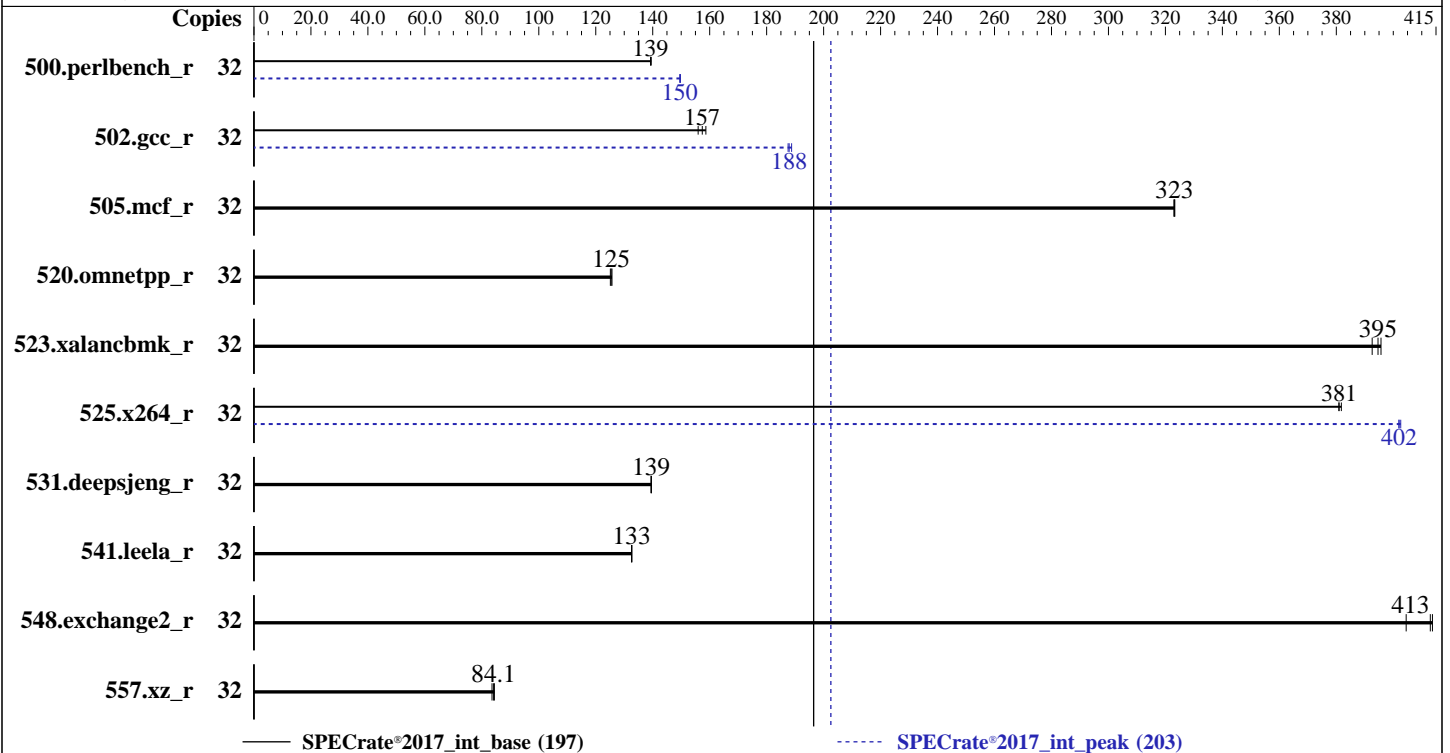 Copies 0 20.0 40.0 60.0 80.0 100 120 140 160 180 200 220 240 260 280 300 320 340 360 380 415
500.perlbench_r 32 139
150
502.gcc_r 32 157
188
505.mcf_r 32 323
520.omnetpp_r 32 125
523.xalancbmk_r 32 395
525.x264_r 32 381
402
531.deepsjeng_r 32 139
541.leela_r 32 133
548.exchange2_r 32 413
557.xz_r 32 84.1
SPECrate®2017_int_base (197) SPECrate®2017_int_peak (203)